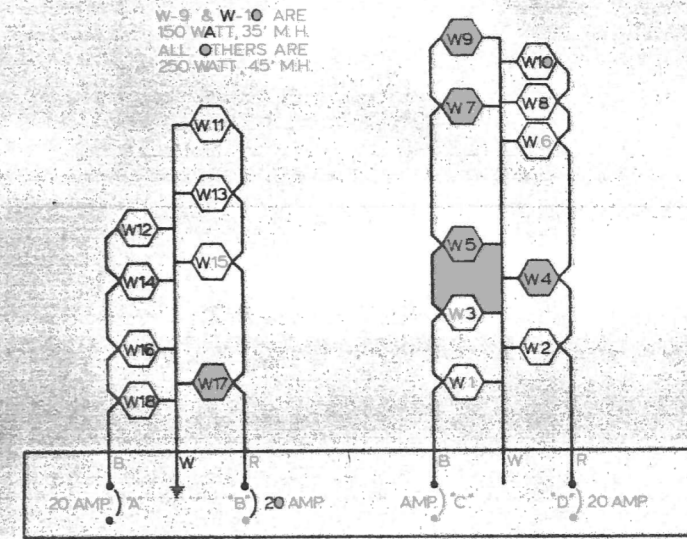 W-9 & W-10 ARE
150 WATT, 35' M.H.
ALL OTHERS ARE
250 WATT, 45' M.H.
W9
W10
W7
W8
W11
W6
W13
W12
W5
W15
W4
W14
W3
W16
W2
W17
W1
W18
B W R B W R
20 AMP. "A" "B" 20 AMP. AMP. "C" "D" 20 AMP.